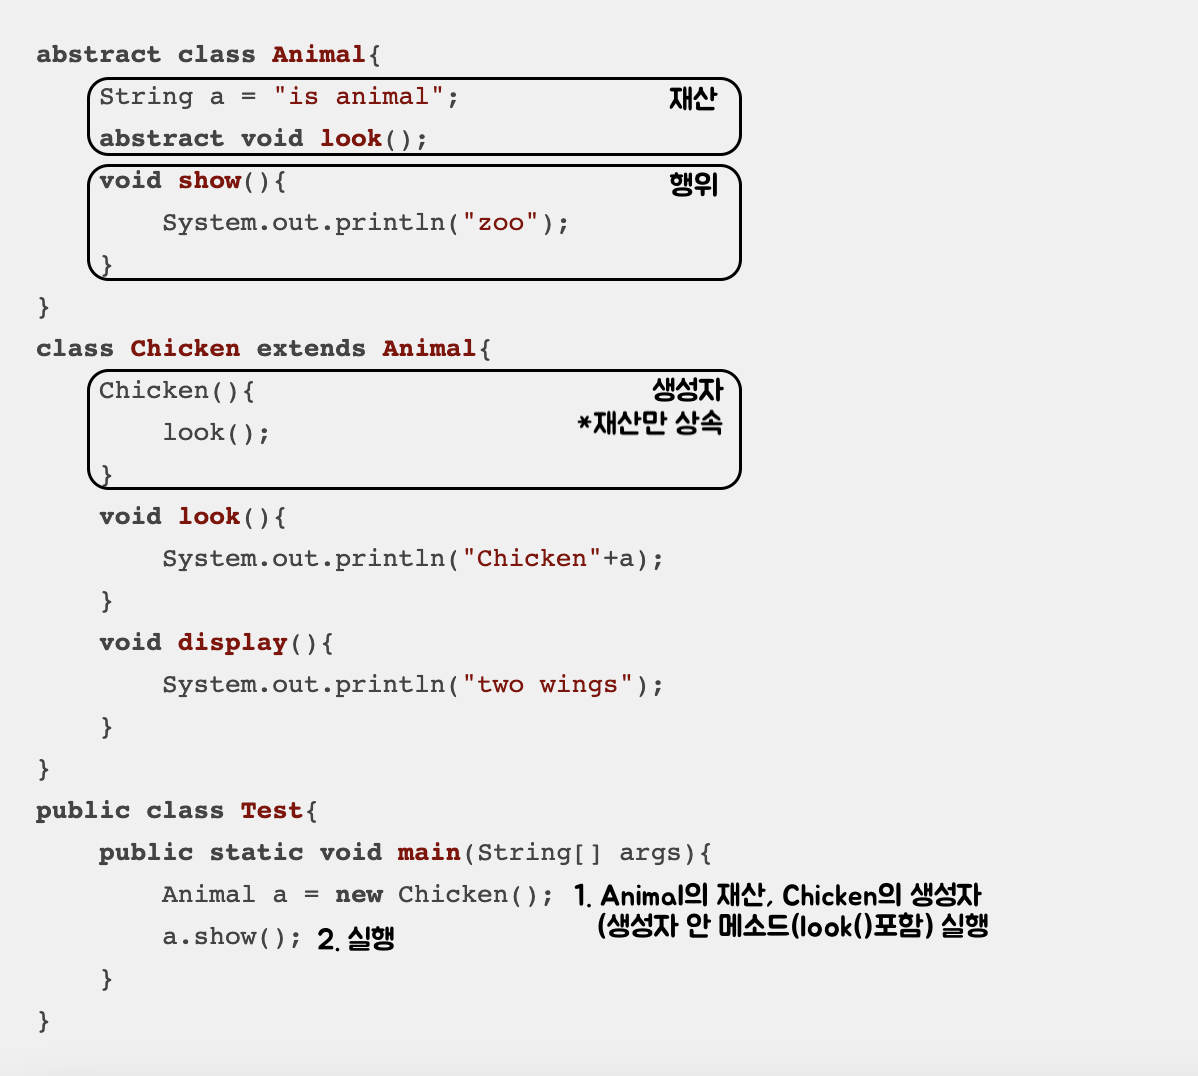 abstract class Animal{
String a = "is animal"; 재산
abstract void look();
void show(){ 행위
System.out.println("zoo");
}
}
class Chicken extends Animal{
Chicken(){ 생성자
look(); *재산만 상속
}
void look(){
System.out.println("Chicken"+a);
}
void display(){
System.out.println("two wings");
}
}
public class Test{
public static void main(String[] args){
Animal a = new Chicken(); 1. Animal의 재산, Chicken의 생성자
(생성자 안 메소드(look()포함) 실행
a.show(); 2. 실행
}
}